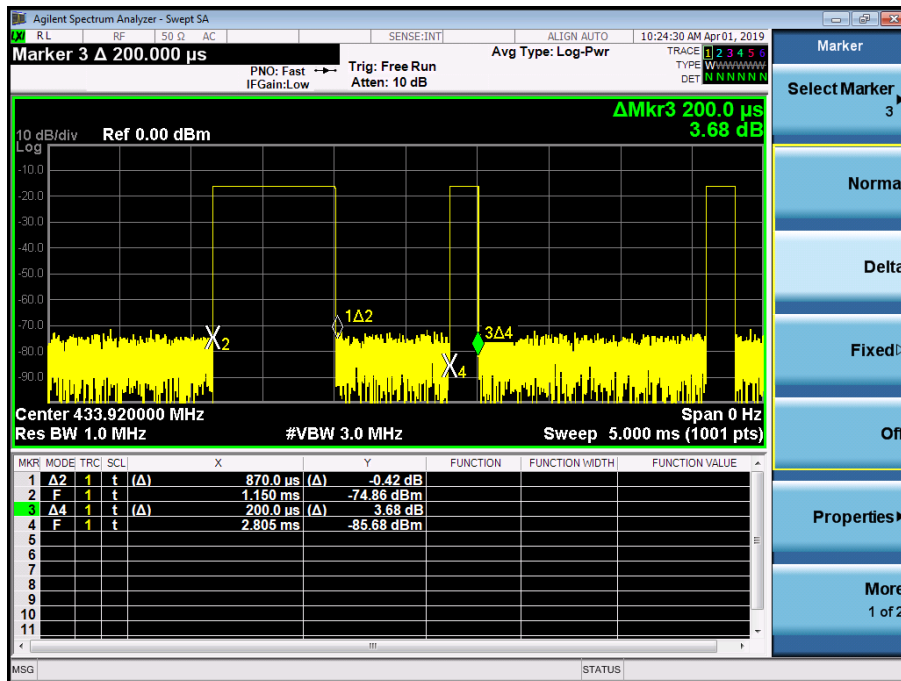 Agilent Spectrum Analyzer - Swept SA
LXI RL RF 50 Ω AC SENSE:INT ALIGN AUTO 10:24:30 AM Apr 01, 2019
Marker 3 Δ 200.000 µs
PNO: Fast
IFGain:Low
Trig: Free Run
Atten: 10 dB
Avg Type: Log-Pwr
TRACE 1 2 3 4 5 6
TYPE W W W W W W
DET N N N N N N
ΔMkr3 200.0 µs
3.68 dB
10 dB/div Ref 0.00 dBm
Log
-10.0
-20.0
-30.0
-40.0
-50.0
-60.0
-70.0
-80.0
-90.0
1Δ2
2
3Δ4
4
Center 433.920000 MHz Span 0 Hz
Res BW 1.0 MHz #VBW 3.0 MHz Sweep 5.000 ms (1001 pts)
MKR MODE TRC SCL X Y FUNCTION FUNCTION WIDTH FUNCTION VALUE
1 Δ2 1 t (Δ) 870.0 µs (Δ) -0.42 dB
2 F 1 t 1.150 ms -74.86 dBm
3 Δ4 1 t (Δ) 200.0 µs (Δ) 3.68 dB
4 F 1 t 2.805 ms -85.68 dBm
5
6
7
8
9
10
11
MSG STATUS
Marker
Select Marker
3
Norma
Delta
Fixed
Off
Properties
More
1 of 2